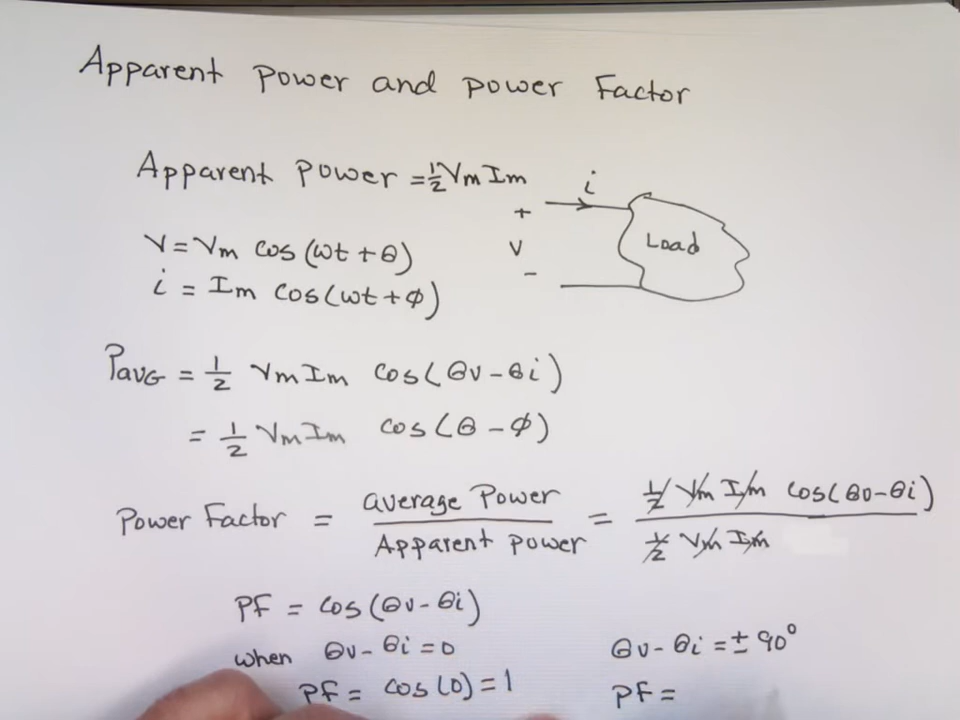 Apparent power and power Factor
Apparent power = 1/2 Vm Im
i
+
V
-
Load
V = Vm cos (ωt + θ)
i = Im cos (ωt + ϕ)
PAVG = 1/2 Vm Im cos (θv - θi)
= 1/2 Vm Im cos (θ - ϕ)
Power Factor = average Power / Apparent power = 1/2 Vm Im cos (θv - θi) / 1/2 Vm Im
PF = cos (θv - θi)
when θv - θi = 0
θv - θi = ± 90°
PF = cos (0) = 1
PF =